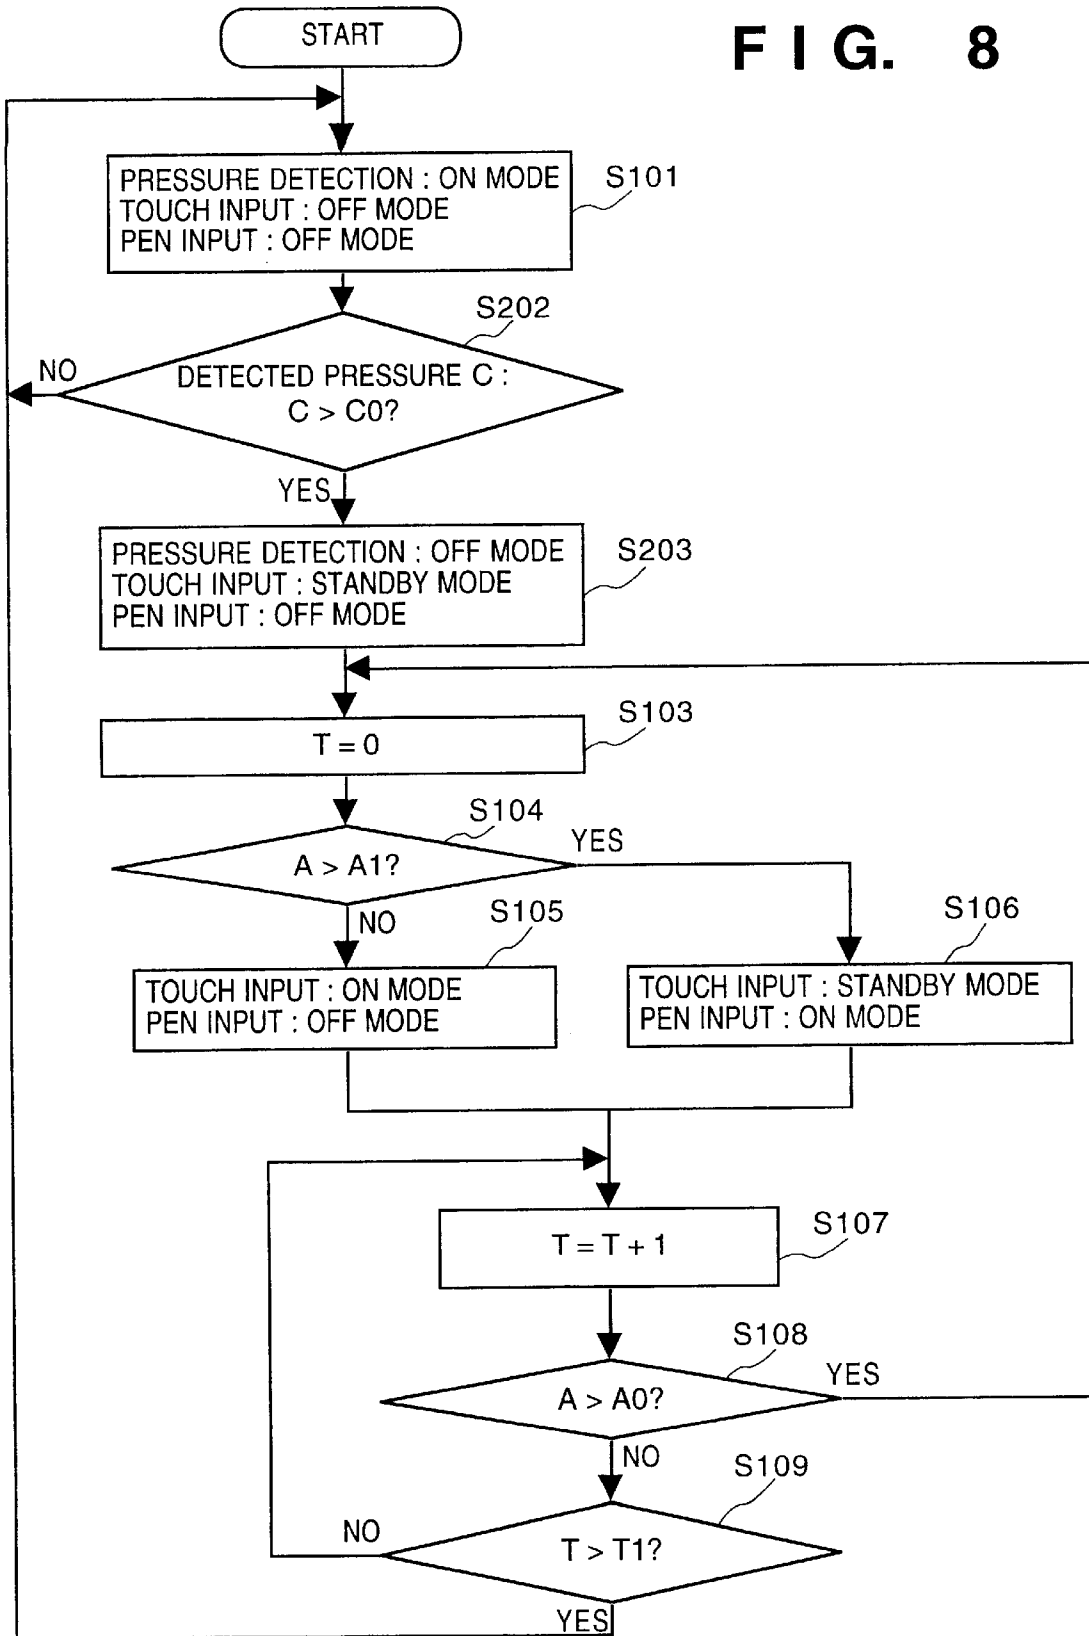 START
FIG. 8
PRESSURE DETECTION : ON MODE
TOUCH INPUT : OFF MODE
PEN INPUT : OFF MODE
S101
S202
NO
DETECTED PRESSURE C :
C > C0?
YES
PRESSURE DETECTION : OFF MODE
TOUCH INPUT : STANDBY MODE
PEN INPUT : OFF MODE
S203
S103
T = 0
S104
YES
A > A1?
NO
S105
S106
TOUCH INPUT : ON MODE
PEN INPUT : OFF MODE
TOUCH INPUT : STANDBY MODE
PEN INPUT : ON MODE
S107
T = T + 1
S108
YES
A > A0?
NO
S109
NO
T > T1?
YES